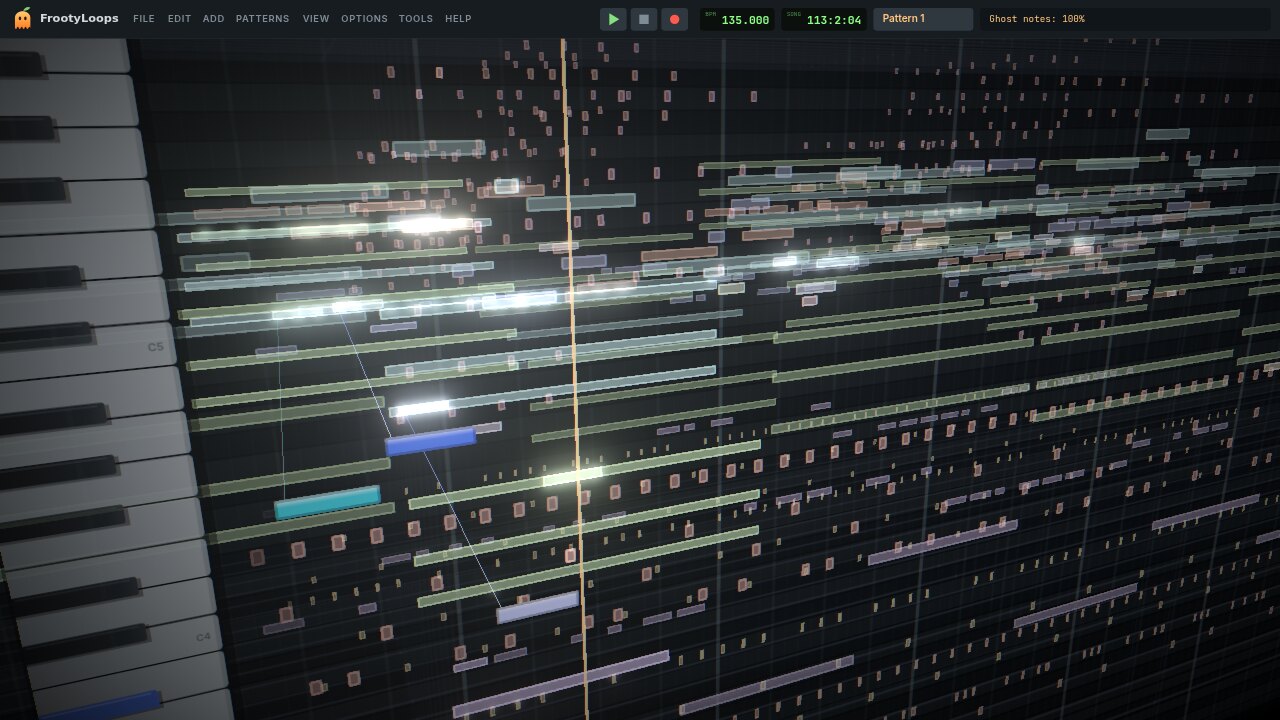 FrootyLoops FILE EDIT ADD PATTERNS VIEW OPTIONS TOOLS HELP BPM 135.000 SONG 113:2:04 Pattern 1 Ghost notes: 100%
C5
C4